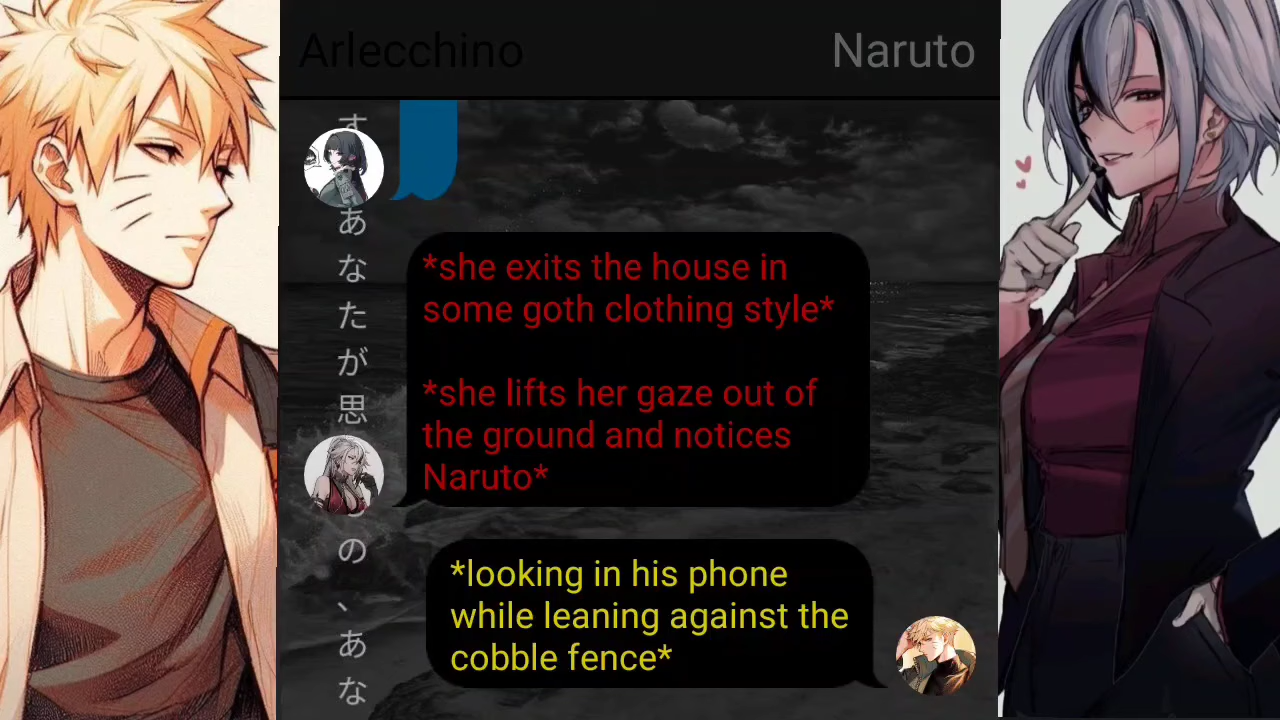 Arlecchino
Naruto
*she exits the house in
some goth clothing style*
*she lifts her gaze out of
the ground and notices
Naruto*
*looking in his phone
while leaning against the
cobble fence*
す
あなたが思
の、あな